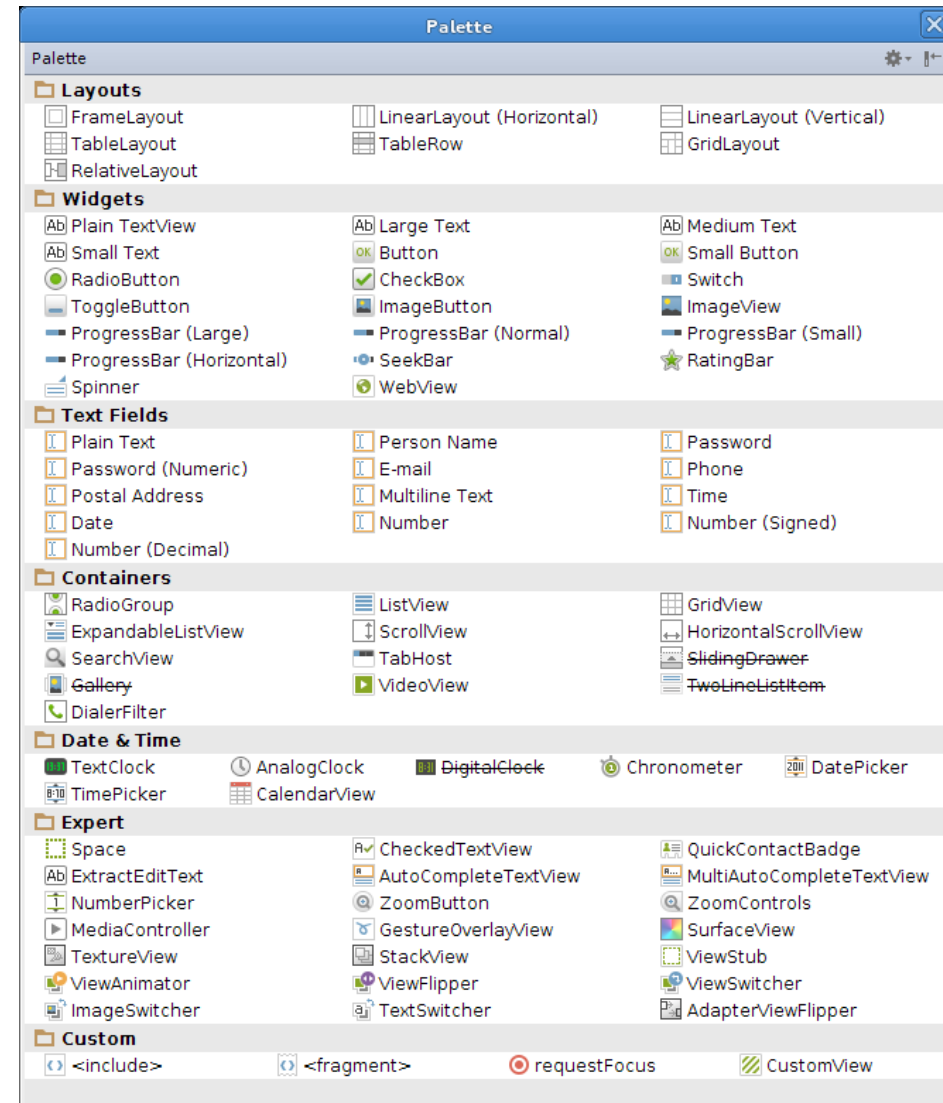 Palette
Palette
Layouts
FrameLayout LinearLayout (Horizontal) LinearLayout (Vertical)
TableLayout TableRow GridLayout
RelativeLayout
Widgets
Ab Plain TextView Ab Large Text Ab Medium Text
Ab Small Text OK Button OK Small Button
RadioButton CheckBox Switch
ToggleButton ImageButton ImageView
ProgressBar (Large) ProgressBar (Normal) ProgressBar (Small)
ProgressBar (Horizontal) SeekBar RatingBar
Spinner WebView
Text Fields
Plain Text Person Name Password
Password (Numeric) E-mail Phone
Postal Address Multiline Text Time
Date Number Number (Signed)
Number (Decimal)
Containers
RadioGroup ListView GridView
ExpandableListView ScrollView HorizontalScrollView
SearchView TabHost SlidingDrawer
Gallery VideoView TwoLineListItem
DialerFilter
Date & Time
TextClock AnalogClock DigitalClock Chronometer DatePicker
TimePicker CalendarView
Expert
Space CheckedTextView QuickContactBadge
Ab ExtractEditText AutoCompleteTextView MultiAutoCompleteTextView
NumberPicker ZoomButton ZoomControls
MediaController GestureOverlayView SurfaceView
TextureView StackView ViewStub
ViewAnimator ViewFlipper ViewSwitcher
ImageSwitcher TextSwitcher AdapterViewFlipper
Custom
<include> <fragment> requestFocus CustomView